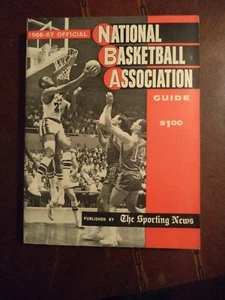 1966-67 OFFICIAL
NATIONAL
BASKETBALL
ASSOCIATION
GUIDE
$1.00
PUBLISHED BY The Sporting News